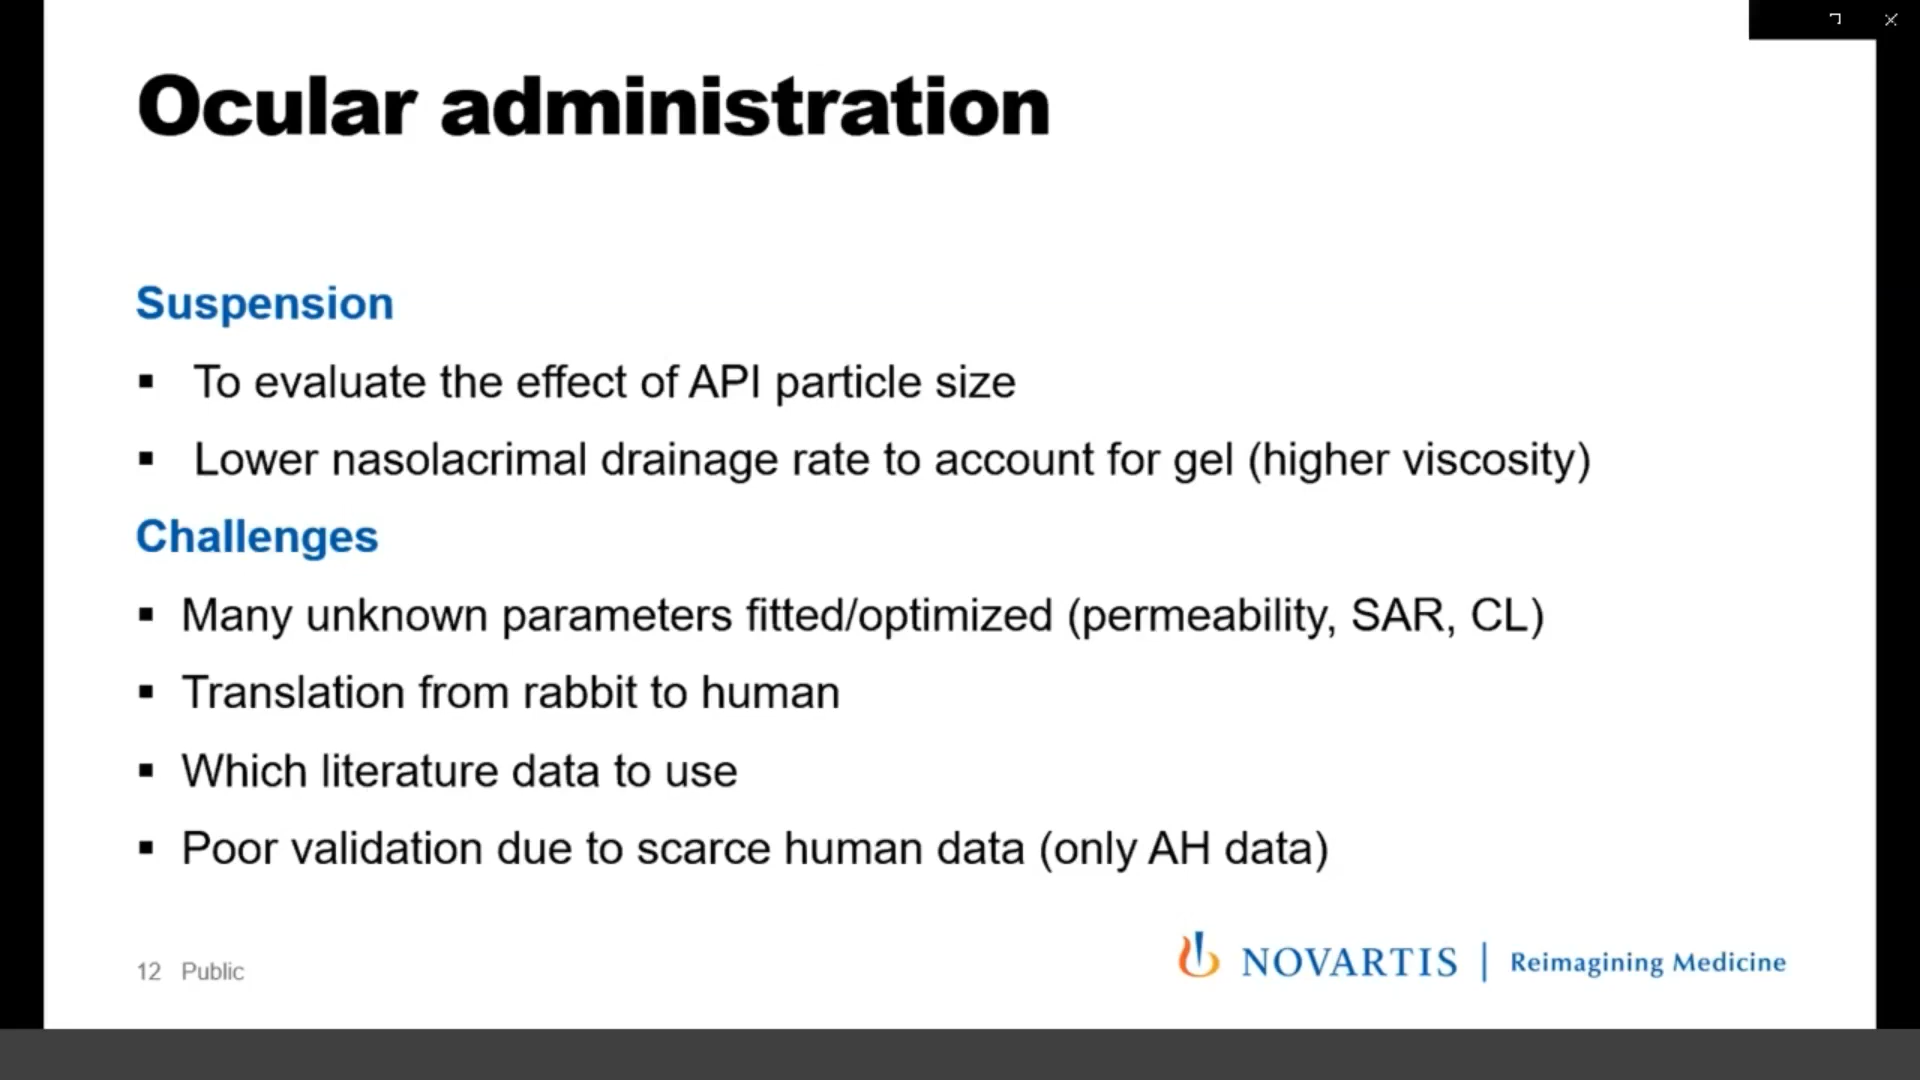 Ocular administration
Suspension
▪ To evaluate the effect of API particle size
▪ Lower nasolacrimal drainage rate to account for gel (higher viscosity)
Challenges
▪ Many unknown parameters fitted/optimized (permeability, SAR, CL)
▪ Translation from rabbit to human
▪ Which literature data to use
▪ Poor validation due to scarce human data (only AH data)
12 Public
NOVARTIS | Reimagining Medicine